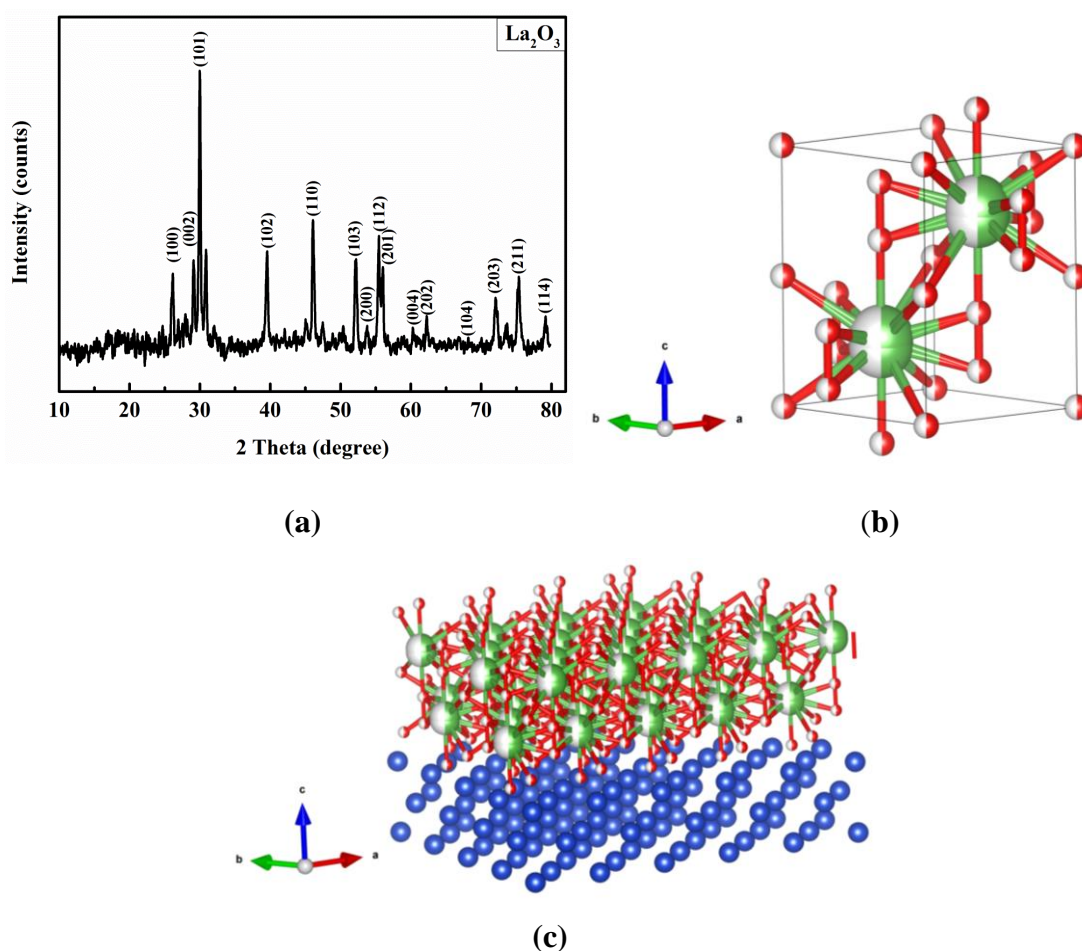 La₂O₃
(101)
(002)
(100)
(102)
(110)
(103)
(200)
(112)
(201)
(004)
(202)
(104)
(203)
(211)
(114)
Intensity (counts)
10 20 30 40 50 60 70 80
2 Theta (degree)
c
b
a
(a)
(b)
c
b
a
(c)